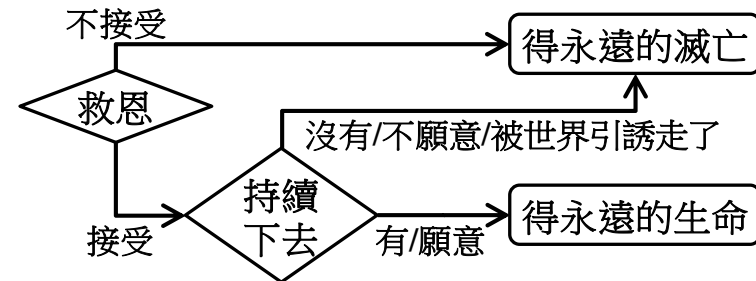 不接受
得永遠的滅亡
救恩
沒有/不願意/被世界引誘走了
持續
下去
得永遠的生命
接受
有/願意